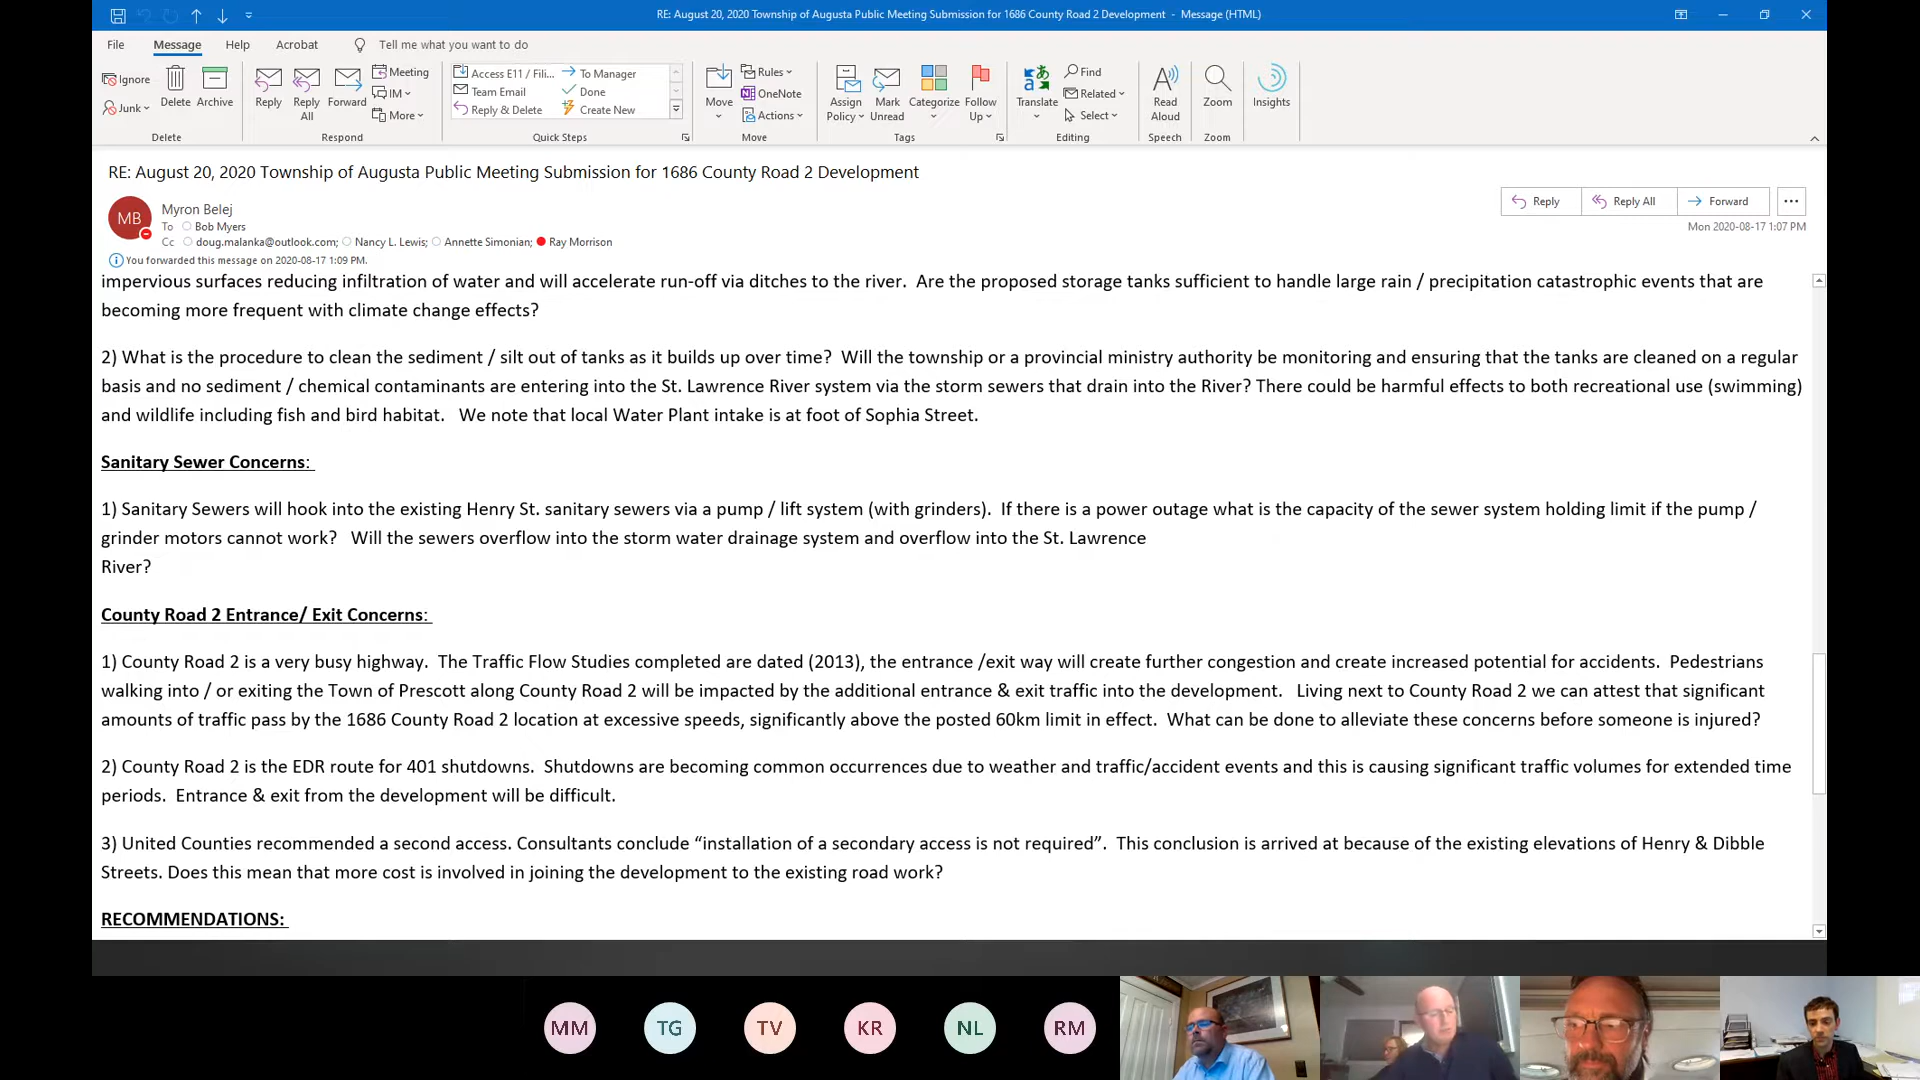 RE: August 20, 2020 Township of Augusta Public Meeting Submission for 1686 County Road 2 Development - Message (HTML)
File Message Help Acrobat Tell me what you want to do
Ignore
Junk
Delete
Archive
Delete
Reply
Reply All
Forward
Meeting
IM
More
Respond
Access E11 / Fili...
Team Email
Reply & Delete
To Manager
Done
Create New
Quick Steps
Move
Rules
OneNote
Actions
Move
Assign Policy
Mark Unread
Categorize
Follow Up
Tags
Translate
Find
Related
Select
Editing
Read Aloud
Speech
Zoom
Zoom
Insights
RE: August 20, 2020 Township of Augusta Public Meeting Submission for 1686 County Road 2 Development
MB
Myron Belej
To Bob Myers
Cc doug.malanka@outlook.com; Nancy L. Lewis; Annette Simonian; Ray Morrison
Reply Reply All Forward
Mon 2020-08-17 1:07 PM
You forwarded this message on 2020-08-17 1:09 PM.
impervious surfaces reducing infiltration of water and will accelerate run-off via ditches to the river. Are the proposed storage tanks sufficient to handle large rain / precipitation catastrophic events that are
becoming more frequent with climate change effects?
2) What is the procedure to clean the sediment / silt out of tanks as it builds up over time? Will the township or a provincial ministry authority be monitoring and ensuring that the tanks are cleaned on a regular
basis and no sediment / chemical contaminants are entering into the St. Lawrence River system via the storm sewers that drain into the River? There could be harmful effects to both recreational use (swimming)
and wildlife including fish and bird habitat. We note that local Water Plant intake is at foot of Sophia Street.
Sanitary Sewer Concerns:
1) Sanitary Sewers will hook into the existing Henry St. sanitary sewers via a pump / lift system (with grinders). If there is a power outage what is the capacity of the sewer system holding limit if the pump /
grinder motors cannot work? Will the sewers overflow into the storm water drainage system and overflow into the St. Lawrence
River?
County Road 2 Entrance/ Exit Concerns:
1) County Road 2 is a very busy highway. The Traffic Flow Studies completed are dated (2013), the entrance /exit way will create further congestion and create increased potential for accidents. Pedestrians
walking into / or exiting the Town of Prescott along County Road 2 will be impacted by the additional entrance & exit traffic into the development. Living next to County Road 2 we can attest that significant
amounts of traffic pass by the 1686 County Road 2 location at excessive speeds, significantly above the posted 60km limit in effect. What can be done to alleviate these concerns before someone is injured?
2) County Road 2 is the EDR route for 401 shutdowns. Shutdowns are becoming common occurrences due to weather and traffic/accident events and this is causing significant traffic volumes for extended time
periods. Entrance & exit from the development will be difficult.
3) United Counties recommended a second access. Consultants conclude “installation of a secondary access is not required”. This conclusion is arrived at because of the existing elevations of Henry & Dibble
Streets. Does this mean that more cost is involved in joining the development to the existing road work?
RECOMMENDATIONS:
MM TG TV KR NL RM